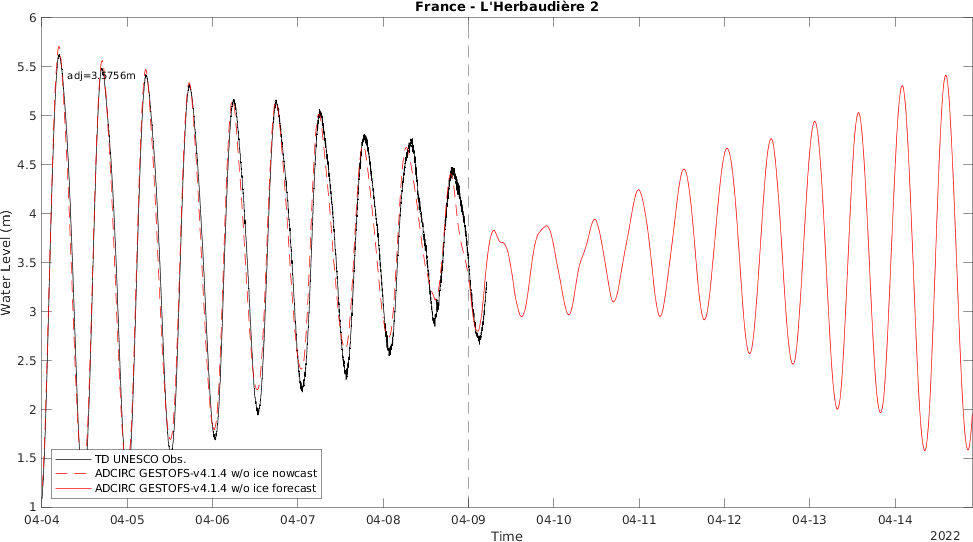 France - L'Herbaudière 2
6
5.5
5
4.5
4
3.5
3
2.5
2
1.5
1
Water Level (m)
adj=3.5756m
TD UNESCO Obs.
ADCIRC GESTOFS-v4.1.4 w/o ice nowcast
ADCIRC GESTOFS-v4.1.4 w/o ice forecast
04-04 04-05 04-06 04-07 04-08 04-09 04-10 04-11 04-12 04-13 04-14
Time
2022